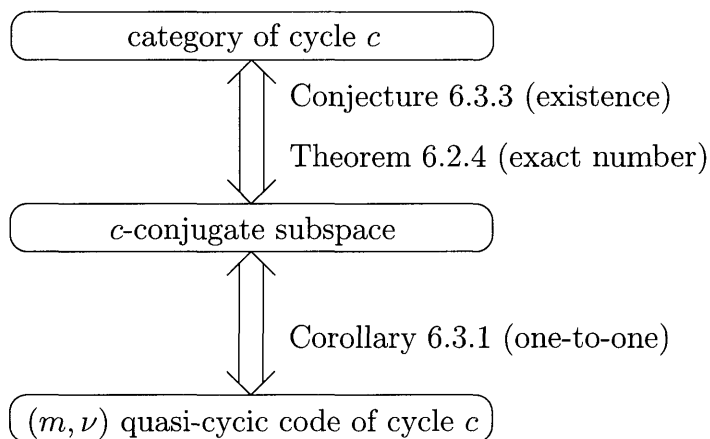 category of cycle c
Conjecture 6.3.3 (existence)
Theorem 6.2.4 (exact number)
c-conjugate subspace
Corollary 6.3.1 (one-to-one)
(m, ν) quasi-cycic code of cycle c